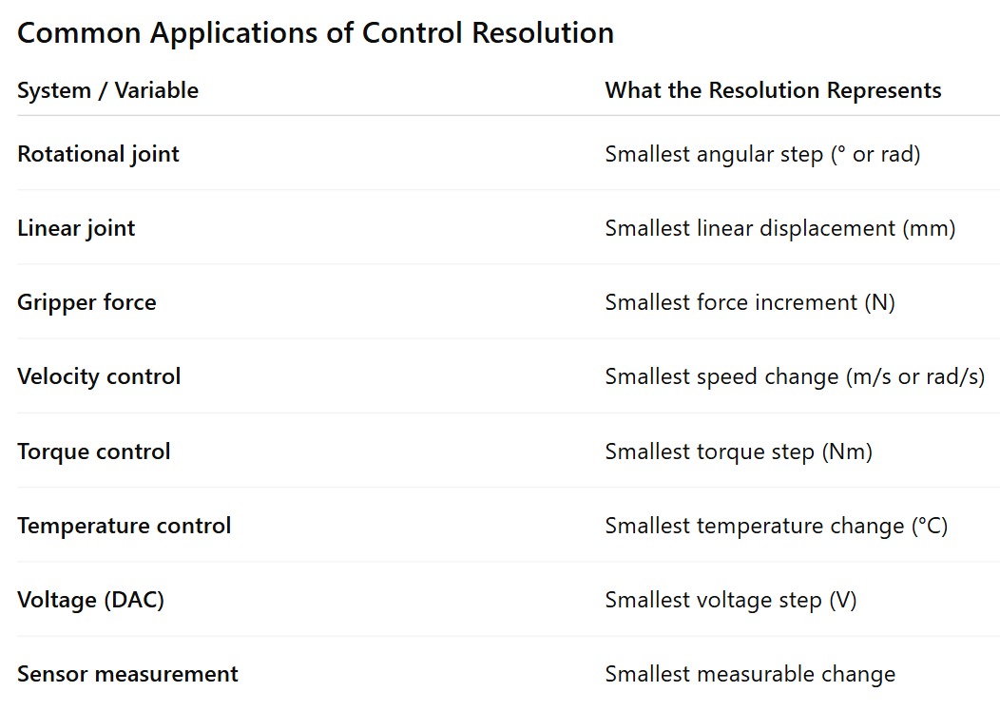 Common Applications of Control Resolution
System / Variable What the Resolution Represents
Rotational joint Smallest angular step (° or rad)
Linear joint Smallest linear displacement (mm)
Gripper force Smallest force increment (N)
Velocity control Smallest speed change (m/s or rad/s)
Torque control Smallest torque step (Nm)
Temperature control Smallest temperature change (°C)
Voltage (DAC) Smallest voltage step (V)
Sensor measurement Smallest measurable change